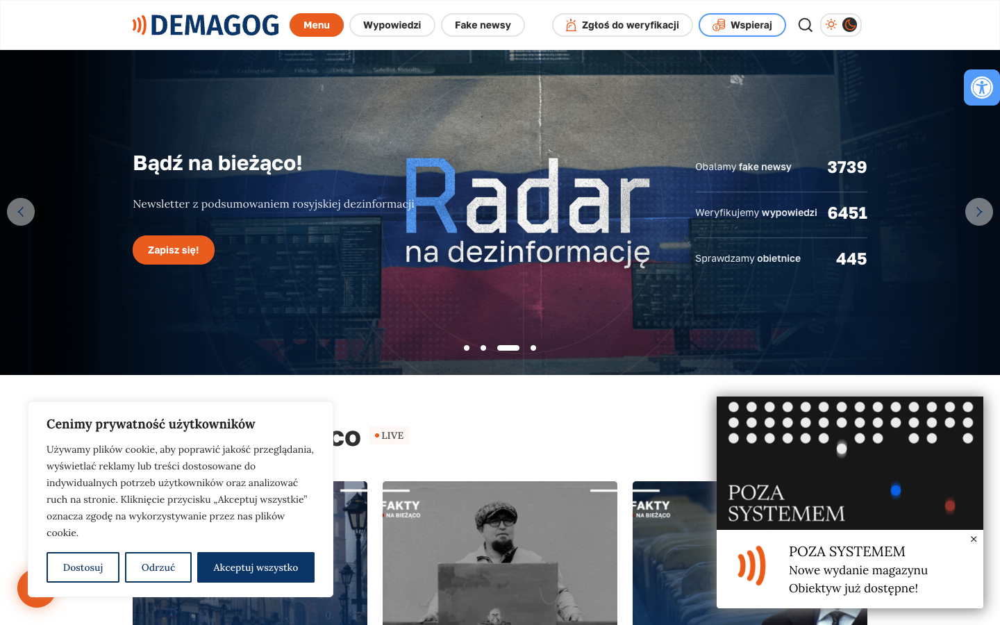 DEMAGOG
Menu
Wypowiedzi
Fake newsy
Zgłoś do weryfikacji
Wspieraj
Bądź na bieżąco!
Newsletter z podsumowaniem rosyjskiej dezinformacji
Zapisz się!
Radar
na dezinformację
Obalamy fake newsy 3739
Weryfikujemy wypowiedzi 6451
Sprawdzamy obietnice 445
co
LIVE
Cenimy prywatność użytkowników
Używamy plików cookie, aby poprawić jakość przeglądania,
wyświetlać reklamy lub treści dostosowane do
indywidualnych potrzeb użytkowników oraz analizować
ruch na stronie. Kliknięcie przycisku „Akceptuj wszystkie”
oznacza zgodę na wykorzystywanie przez nas plików
cookie.
Dostosuj
Odrzuć
Akceptuj wszystko
FAKTY
NA BIEŻĄCO
FAKTY
NA BIEŻĄCO
POZA
SYSTEMEM
POZA SYSTEMEM
Nowe wydanie magazynu
Obiektyw już dostępne!